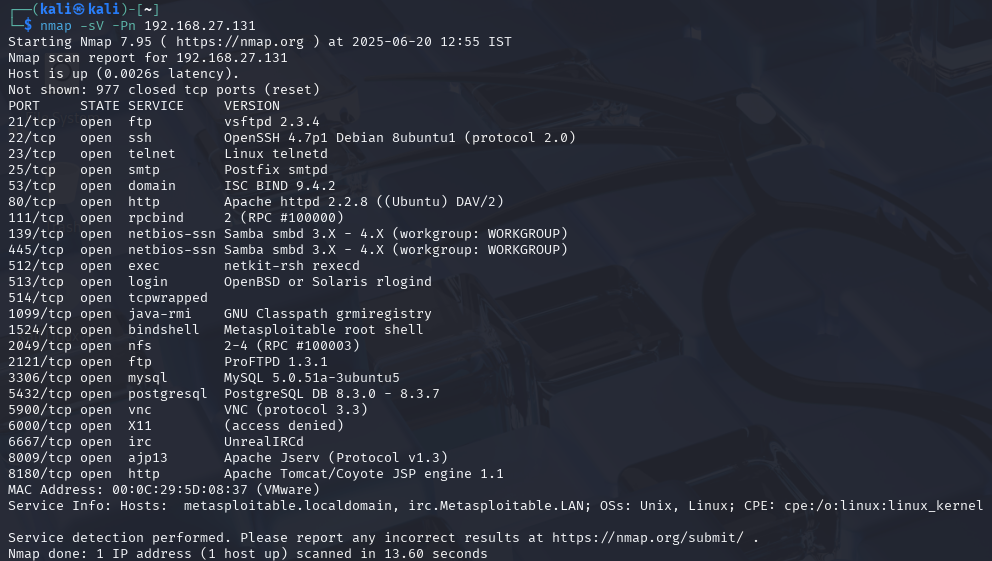 ┌──(kali㉿kali)-[~]
└─$ nmap -sV -Pn 192.168.27.131
Starting Nmap 7.95 ( https://nmap.org ) at 2025-06-20 12:55 IST
Nmap scan report for 192.168.27.131
Host is up (0.0026s latency).
Not shown: 977 closed tcp ports (reset)
PORT     STATE SERVICE     VERSION
21/tcp   open  ftp         vsftpd 2.3.4
22/tcp   open  ssh         OpenSSH 4.7p1 Debian 8ubuntu1 (protocol 2.0)
23/tcp   open  telnet      Linux telnetd
25/tcp   open  smtp        Postfix smtpd
53/tcp   open  domain      ISC BIND 9.4.2
80/tcp   open  http        Apache httpd 2.2.8 ((Ubuntu) DAV/2)
111/tcp  open  rpcbind     2 (RPC #100000)
139/tcp  open  netbios-ssn Samba smbd 3.X - 4.X (workgroup: WORKGROUP)
445/tcp  open  netbios-ssn Samba smbd 3.X - 4.X (workgroup: WORKGROUP)
512/tcp  open  exec        netkit-rsh rexecd
513/tcp  open  login       OpenBSD or Solaris rlogind
514/tcp  open  tcpwrapped
1099/tcp open  java-rmi    GNU Classpath grmiregistry
1524/tcp open  bindshell   Metasploitable root shell
2049/tcp open  nfs         2-4 (RPC #100003)
2121/tcp open  ftp         ProFTPD 1.3.1
3306/tcp open  mysql       MySQL 5.0.51a-3ubuntu5
5432/tcp open  postgresql  PostgreSQL DB 8.3.0 - 8.3.7
5900/tcp open  vnc         VNC (protocol 3.3)
6000/tcp open  X11         (access denied)
6667/tcp open  irc         UnrealIRCd
8009/tcp open  ajp13       Apache Jserv (Protocol v1.3)
8180/tcp open  http        Apache Tomcat/Coyote JSP engine 1.1
MAC Address: 00:0C:29:5D:08:37 (VMware)
Service Info: Hosts:  metasploitable.localdomain, irc.Metasploitable.LAN; OSs: Unix, Linux; CPE: cpe:/o:linux:linux_kernel

Service detection performed. Please report any incorrect results at https://nmap.org/submit/ .
Nmap done: 1 IP address (1 host up) scanned in 13.60 seconds